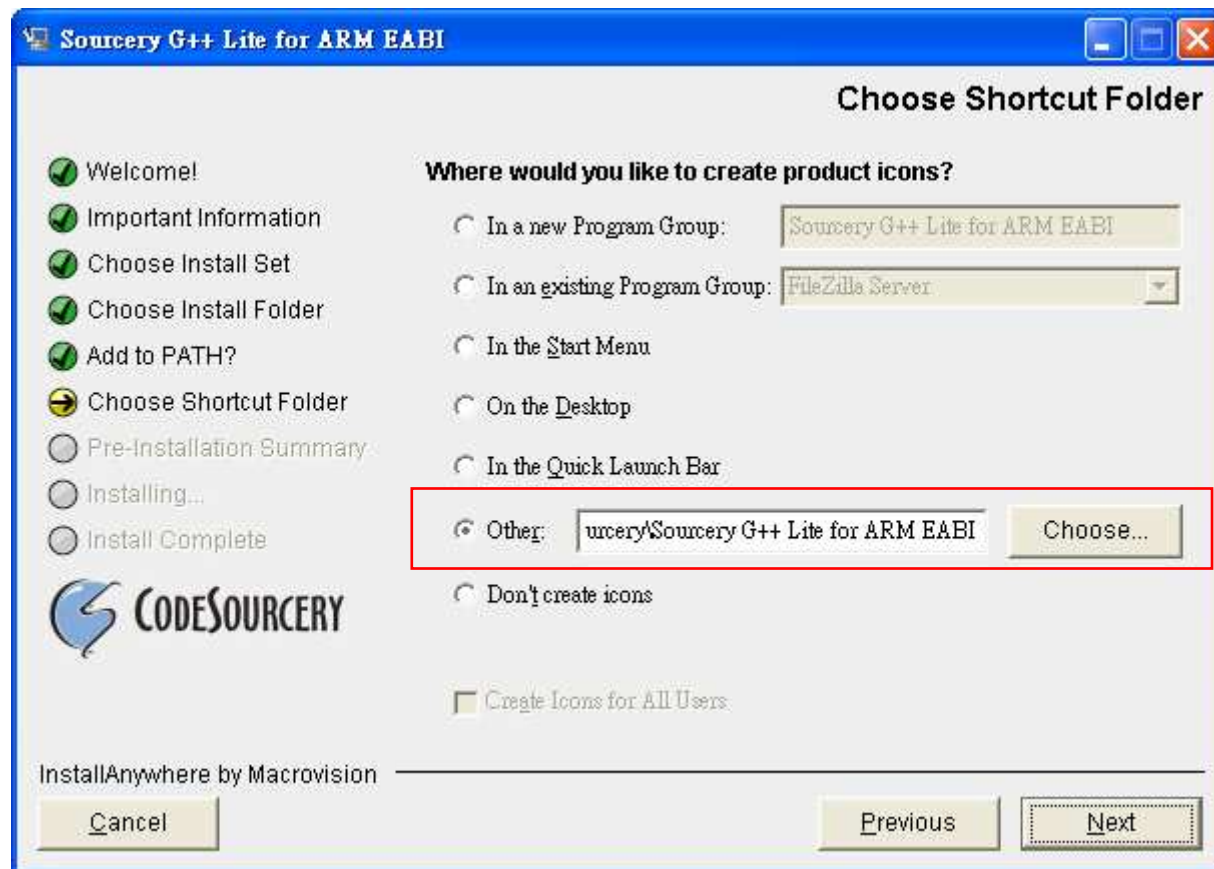 Sourcery G++ Lite for ARM EABI
Choose Shortcut Folder
Welcome!
Important Information
Choose Install Set
Choose Install Folder
Add to PATH?
Choose Shortcut Folder
Pre-Installation Summary
Installing...
Install Complete
CODESOURCERY
Where would you like to create product icons?
In a new Program Group: Sourcery G++ Lite for ARM EABI
In an existing Program Group: FileZilla Server
In the Start Menu
On the Desktop
In the Quick Launch Bar
Other: urcery\Sourcery G++ Lite for ARM EABI Choose...
Don't create icons
Create Icons for All Users
InstallAnywhere by Macrovision
Cancel Previous Next